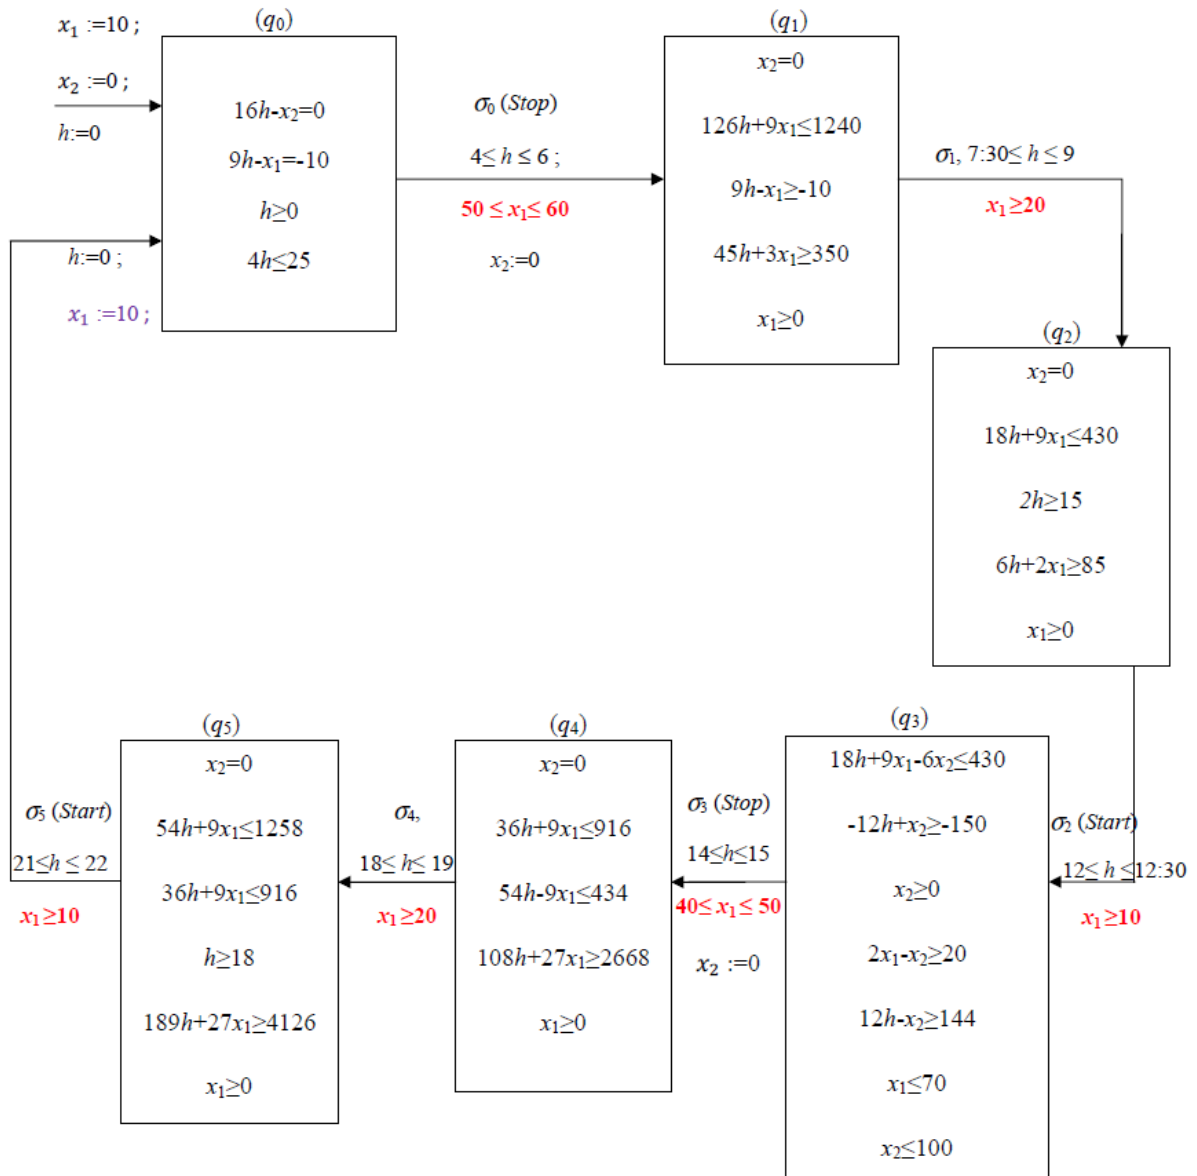 x₁ :=10 ;
x₂ :=0 ;
h:=0
(q₀)
16h-x₂=0
9h-x₁=-10
h≥0
4h≤25
h:=0 ;
x₁ :=10 ;
σ₀ (Stop)
4≤ h ≤ 6 ;
50 ≤ x₁≤ 60
x₂:=0
(q₁)
x₂=0
126h+9x₁≤1240
9h-x₁≥-10
45h+3x₁≥350
x₁≥0
σ₁, 7:30≤ h ≤ 9
x₁≥20
(q₂)
x₂=0
18h+9x₁≤430
2h≥15
6h+2x₁≥85
x₁≥0
σ₂ (Start)
12≤ h ≤12:30
x₁≥10
(q₃)
18h+9x₁-6x₂≤430
-12h+x₂≥-150
x₂≥0
2x₁-x₂≥20
12h-x₂≥144
x₁≤70
x₂≤100
σ₃ (Stop)
14≤h≤15
40≤ x₁≤ 50
x₂ :=0
(q₄)
x₂=0
36h+9x₁≤916
54h-9x₁≤434
108h+27x₁≥2668
x₁≥0
σ₄,
18≤ h≤ 19
x₁≥20
(q₅)
x₂=0
54h+9x₁≤1258
36h+9x₁≤916
h≥18
189h+27x₁≥4126
x₁≥0
σ₅ (Start)
21≤h ≤ 22
x₁≥10